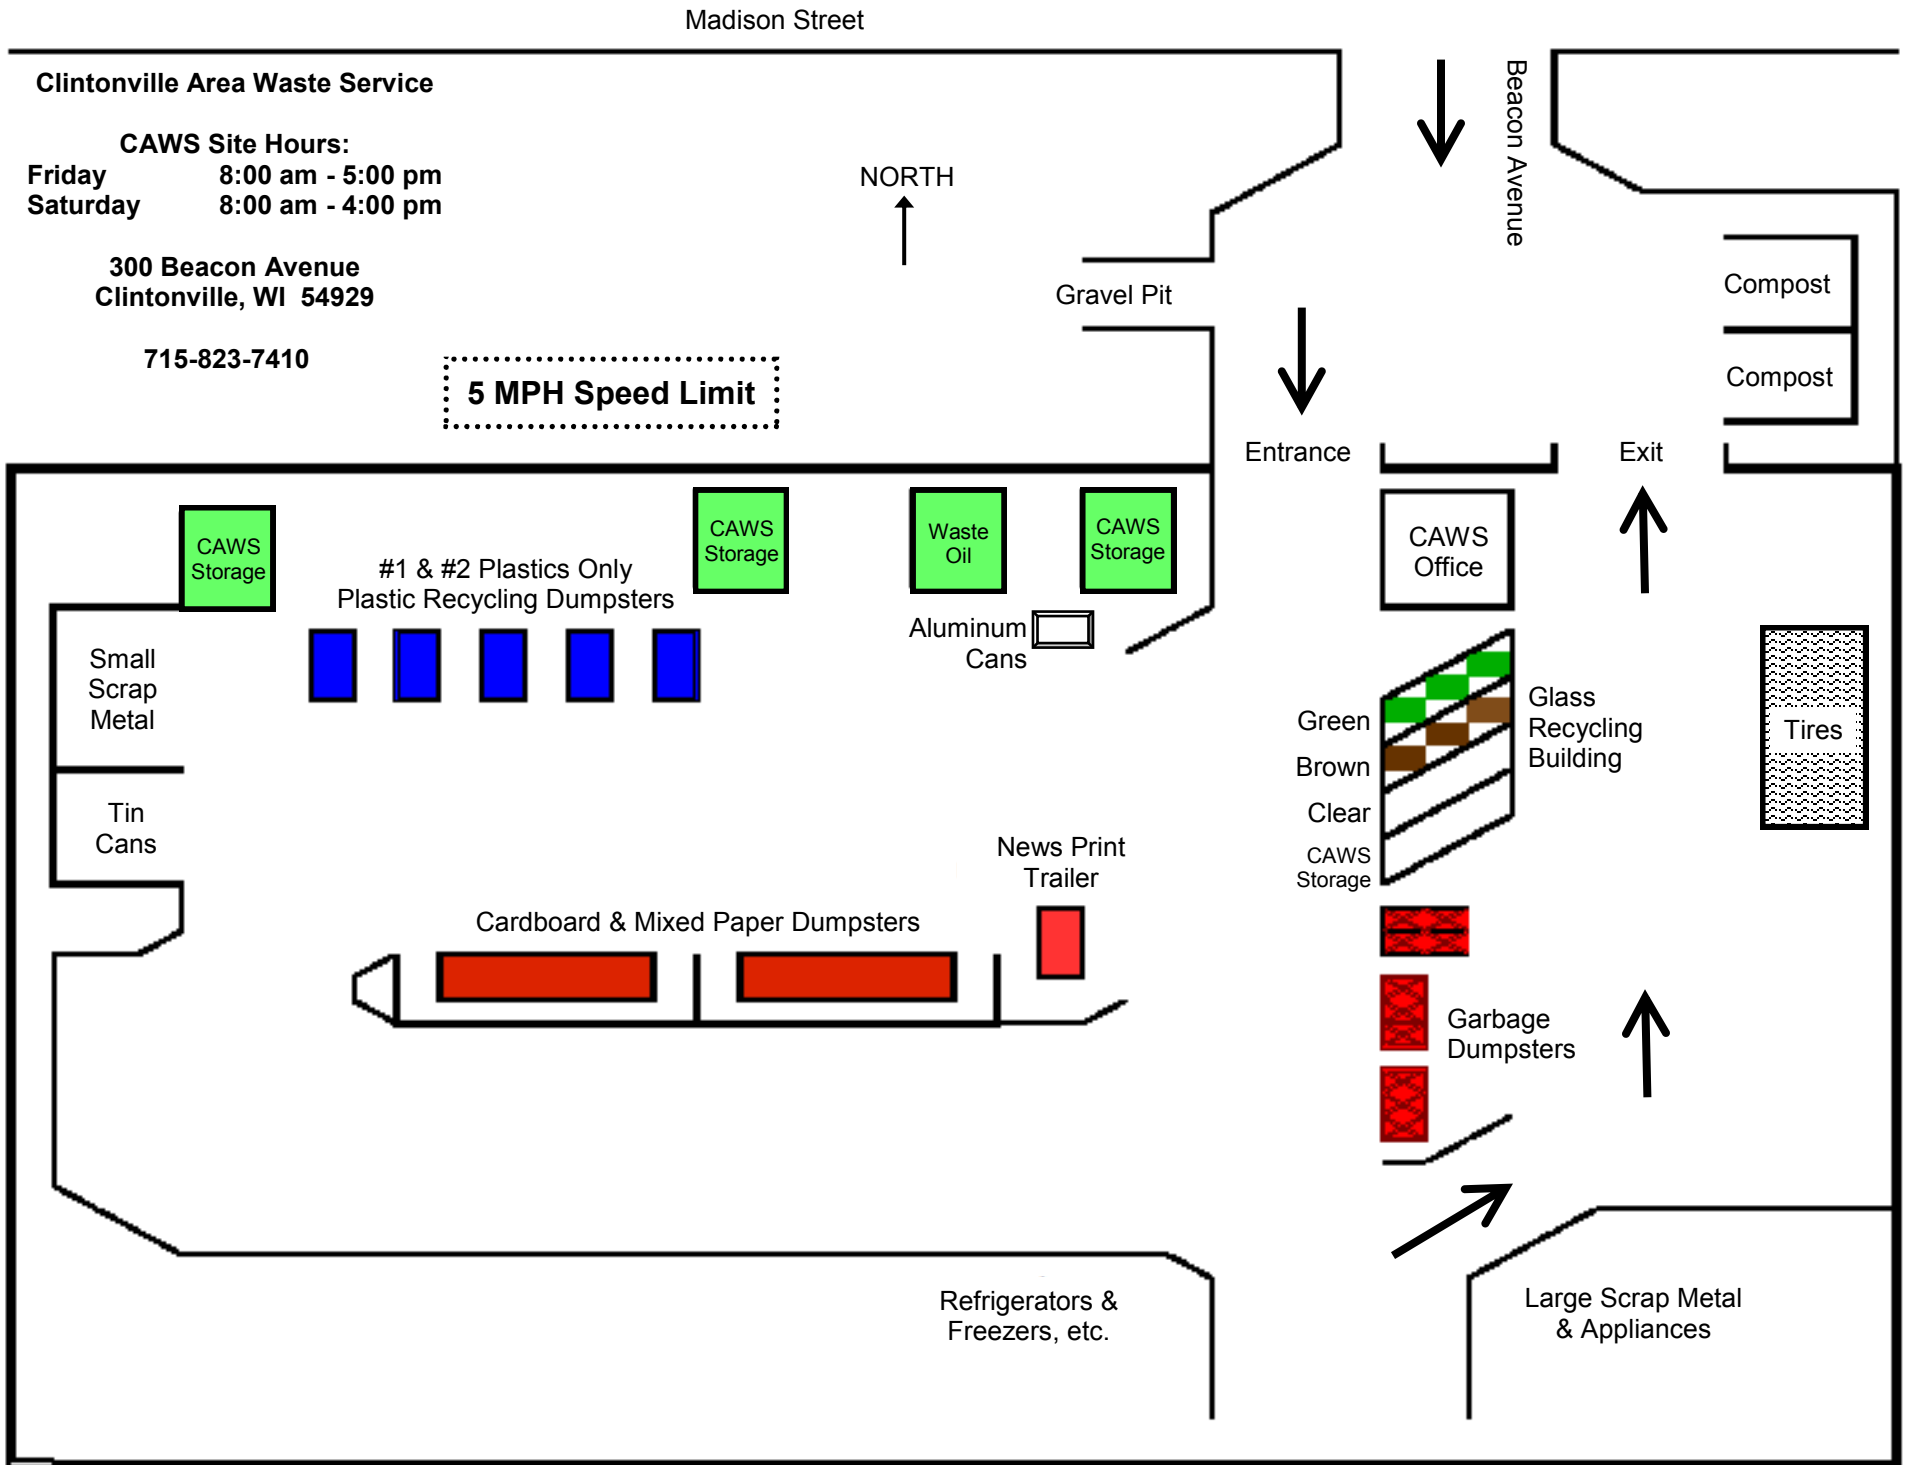 Madison Street
Clintonville Area Waste Service
CAWS Site Hours:
Friday 8:00 am - 5:00 pm
Saturday 8:00 am - 4:00 pm
300 Beacon Avenue
Clintonville, WI 54929
715-823-7410
5 MPH Speed Limit
NORTH
Beacon Avenue
Gravel Pit
Compost
Compost
Entrance
Exit
CAWS
Storage
#1 & #2 Plastics Only
Plastic Recycling Dumpsters
CAWS
Storage
Waste
Oil
CAWS
Storage
CAWS
Office
Aluminum
Cans
Small
Scrap
Metal
Tin
Cans
Green
Brown
Clear
CAWS
Storage
Glass
Recycling
Building
Tires
News Print
Trailer
Cardboard & Mixed Paper Dumpsters
Garbage
Dumpsters
Refrigerators &
Freezers, etc.
Large Scrap Metal
& Appliances